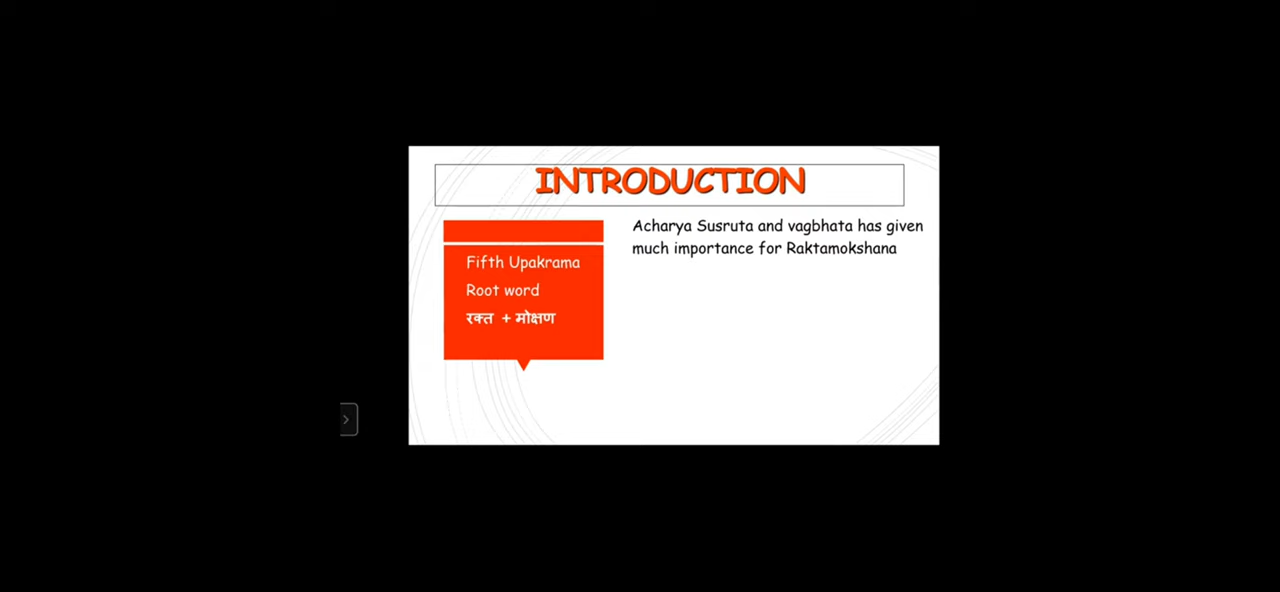 INTRODUCTION
Fifth Upakrama
Root word
रक्त + मोक्षण
Acharya Susruta and vagbhata has given
much importance for Raktamokshana